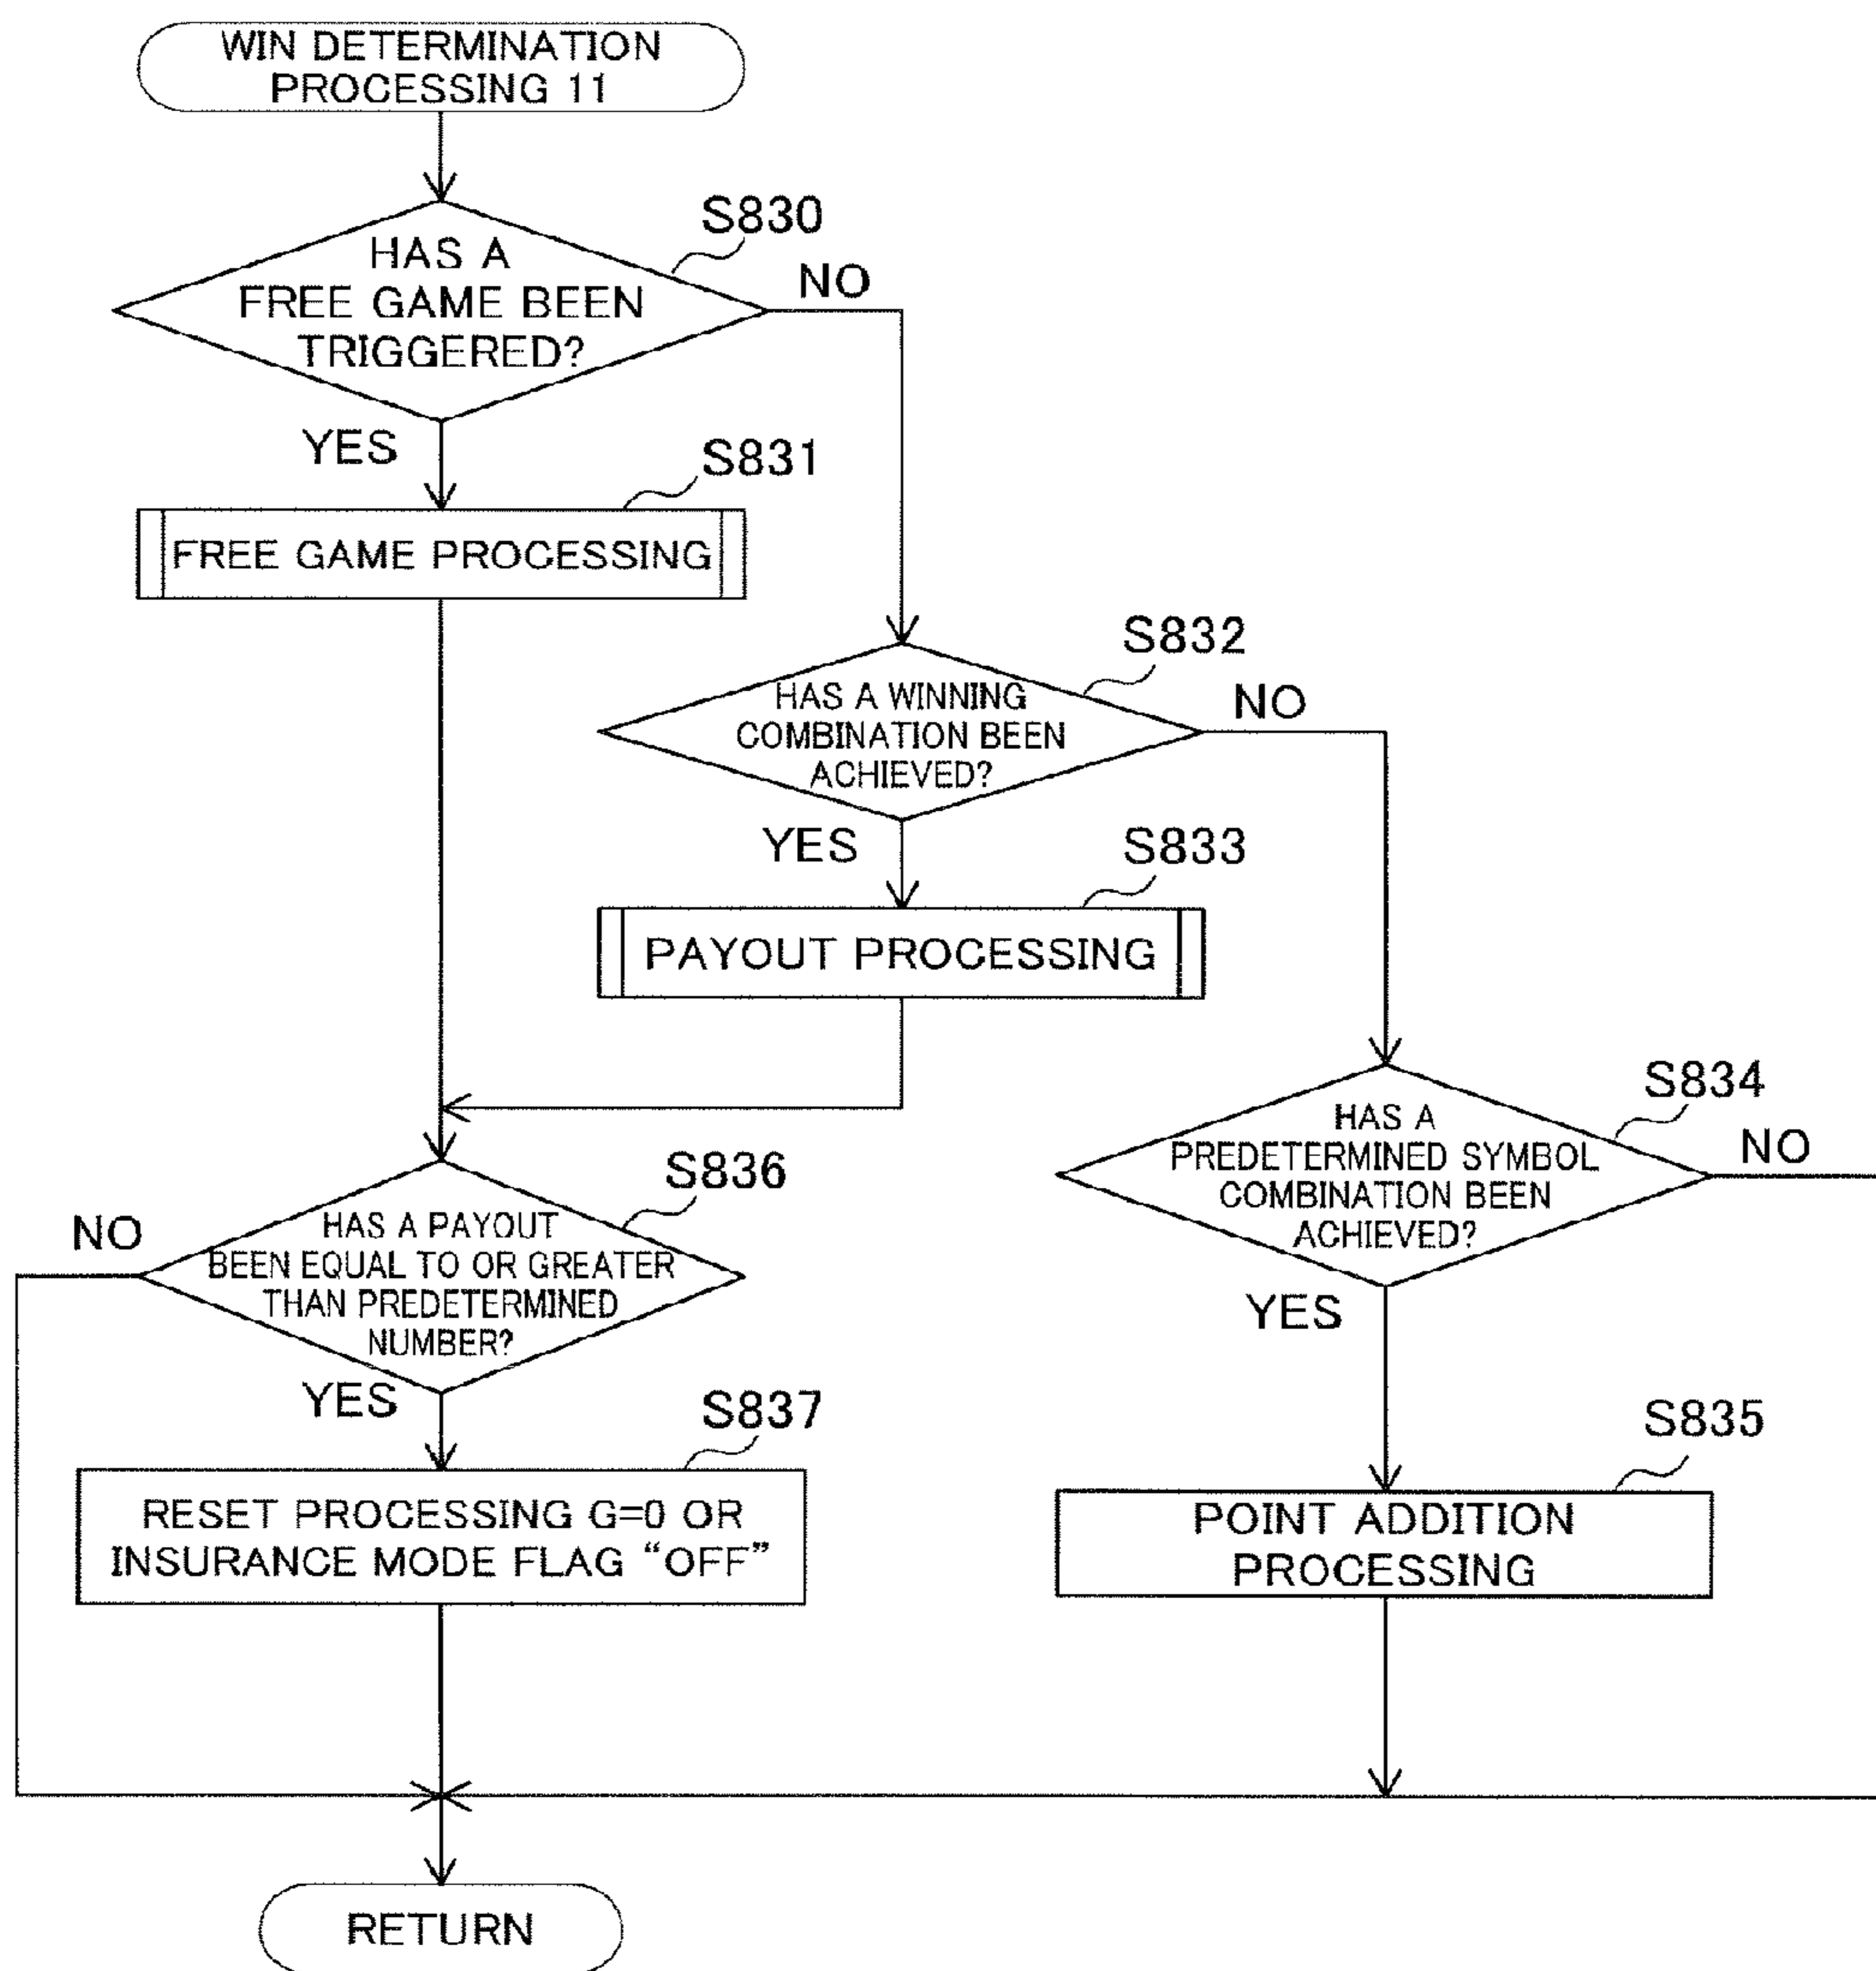 WIN DETERMINATION
PROCESSING 11
S830
HAS A
FREE GAME BEEN
TRIGGERED?
NO
YES
S831
FREE GAME PROCESSING
S832
HAS A WINNING
COMBINATION BEEN
ACHIEVED?
NO
YES
S833
PAYOUT PROCESSING
S834
HAS A
PREDETERMINED SYMBOL
COMBINATION BEEN
ACHIEVED?
NO
YES
S836
HAS A PAYOUT
BEEN EQUAL TO OR GREATER
THAN PREDETERMINED
NUMBER?
NO
YES
S837
RESET PROCESSING G=0 OR
INSURANCE MODE FLAG “OFF”
S835
POINT ADDITION
PROCESSING
RETURN